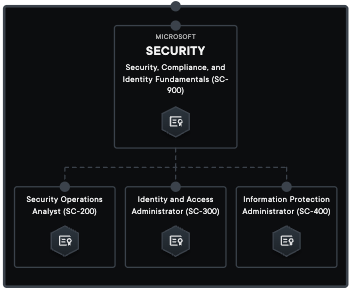 MICROSOFT
SECURITY
Security, Compliance, and
Identity Fundamentals (SC-
900)
Security Operations
Analyst (SC-200)
Identity and Access
Administrator (SC-300)
Information Protection
Administrator (SC-400)